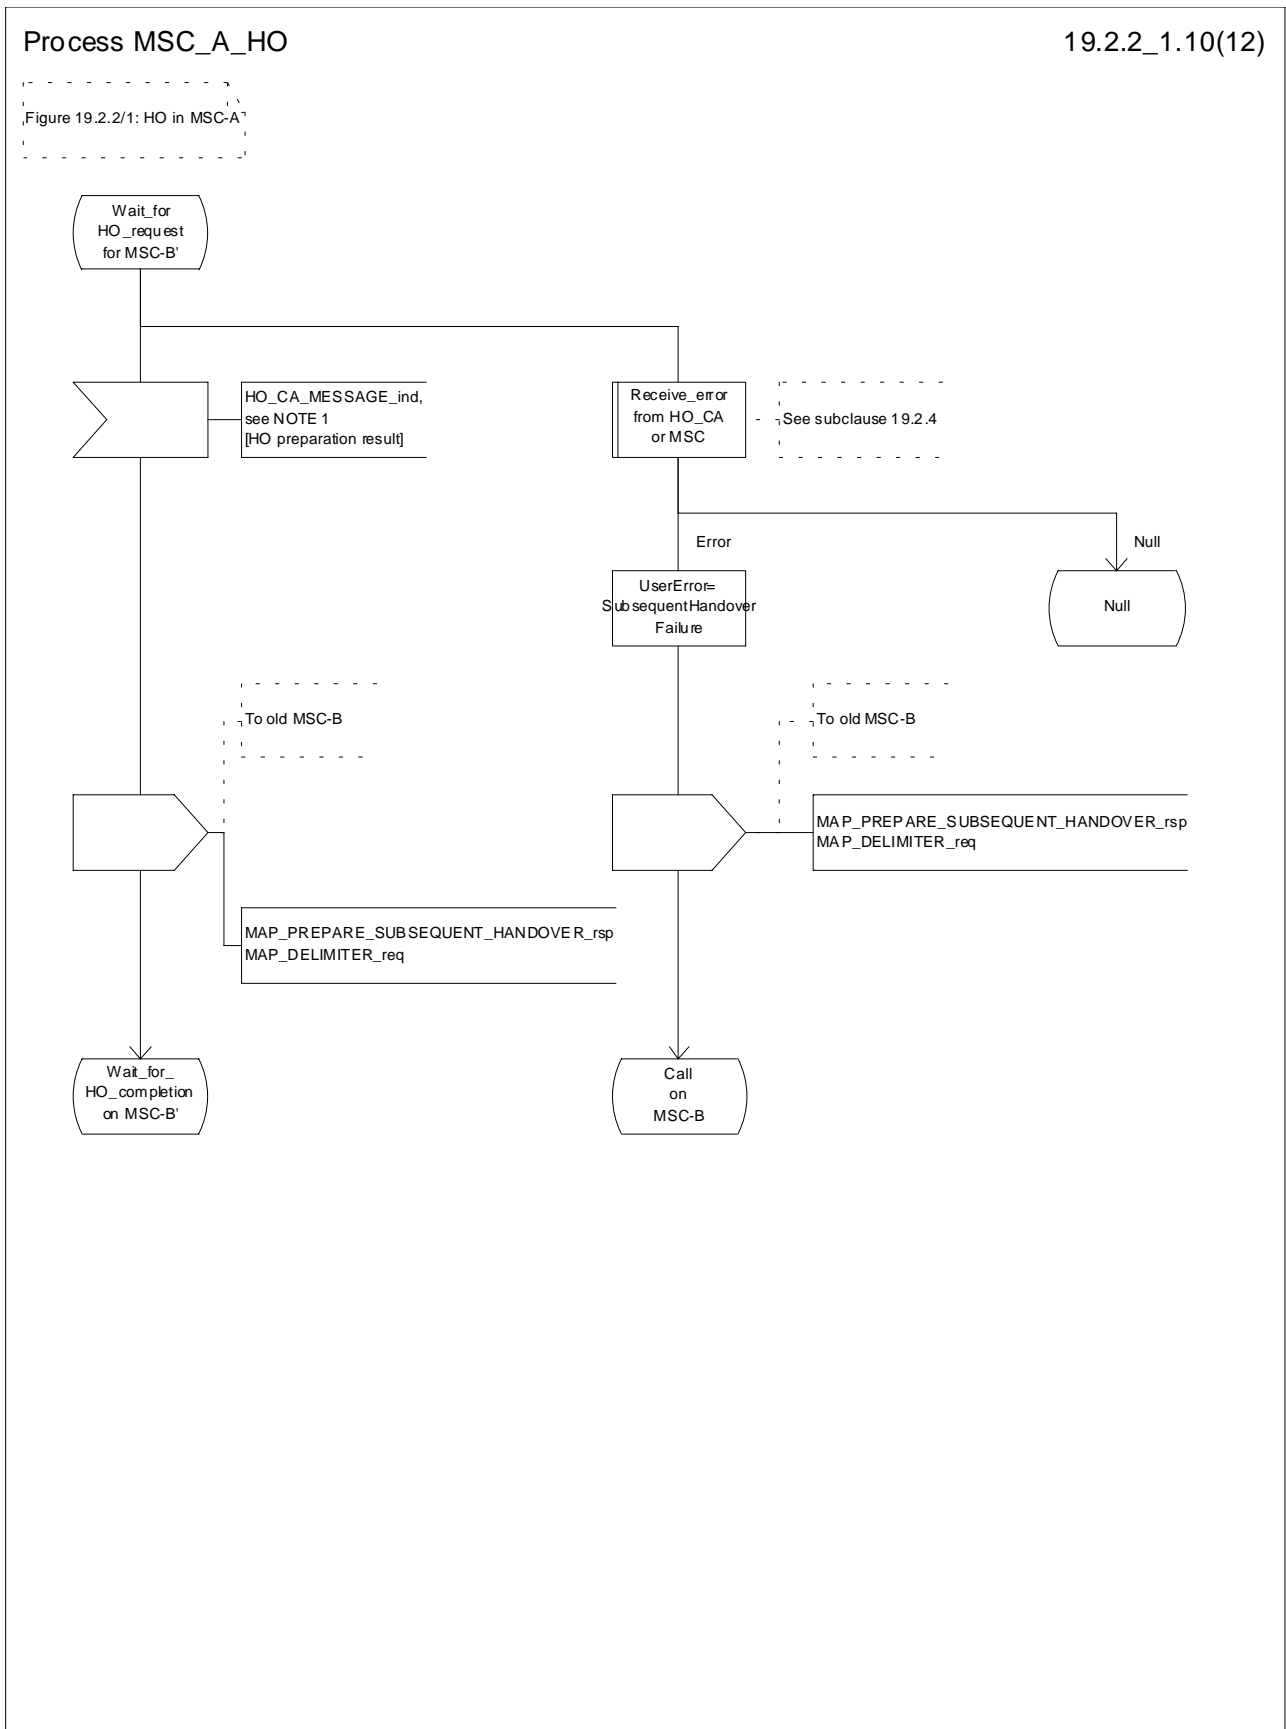 Process MSC_A_HO
19.2.2_1.10(12)
Figure 19.2.2/1: HO in MSC-A
Wait_for
HO_request
for MSC-B'
HO_CA_MESSAGE_ind,
see NOTE 1
[HO preparation result]
Receive_error
from HO_CA
or MSC
See subclause 19.2.4
Error
Null
UserError=
SubsequentHandover
Failure
Null
To old MSC-B
To old MSC-B
MAP_PREPARE_SUBSEQUENT_HANDOVER_rsp
MAP_DELIMITER_req
MAP_PREPARE_SUBSEQUENT_HANDOVER_rsp
MAP_DELIMITER_req
Wait_for_
HO_completion
on MSC-B'
Call
on
MSC-B